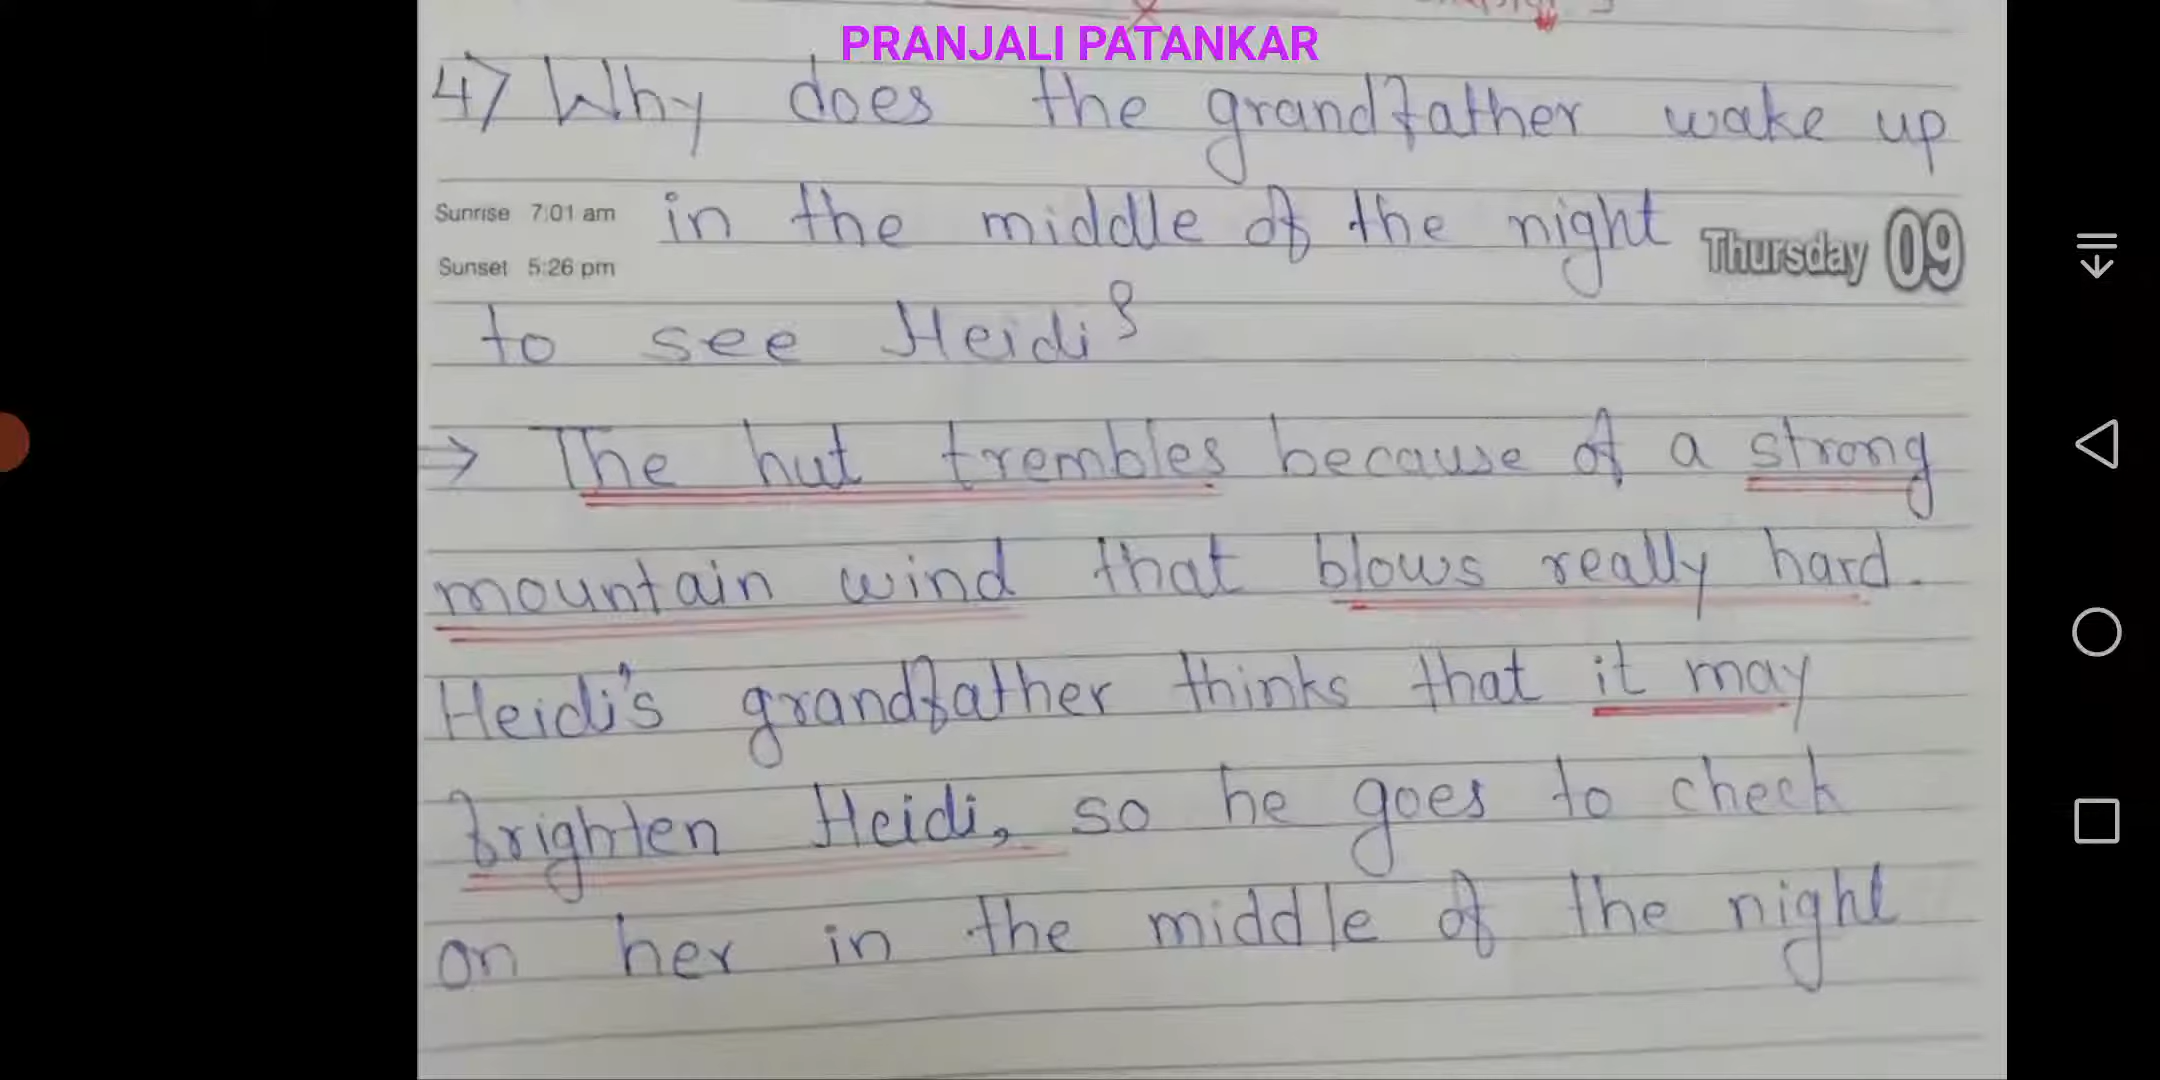 PRANJALI PATANKAR
4) Why does the grandfather wake up
Sunrise 7:01 am in the middle of the night Thursday 09
Sunset 5:26 pm
to see Heidi?
⇒ The hut trembles because of a strong
mountain wind that blows really hard.
Heidi's grandfather thinks that it may
frighten Heidi, so he goes to check
on her in the middle of the night